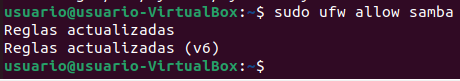 usuario@usuario-VirtualBox:~$ sudo ufw allow samba
Reglas actualizadas
Reglas actualizadas (v6)
usuario@usuario-VirtualBox:~$